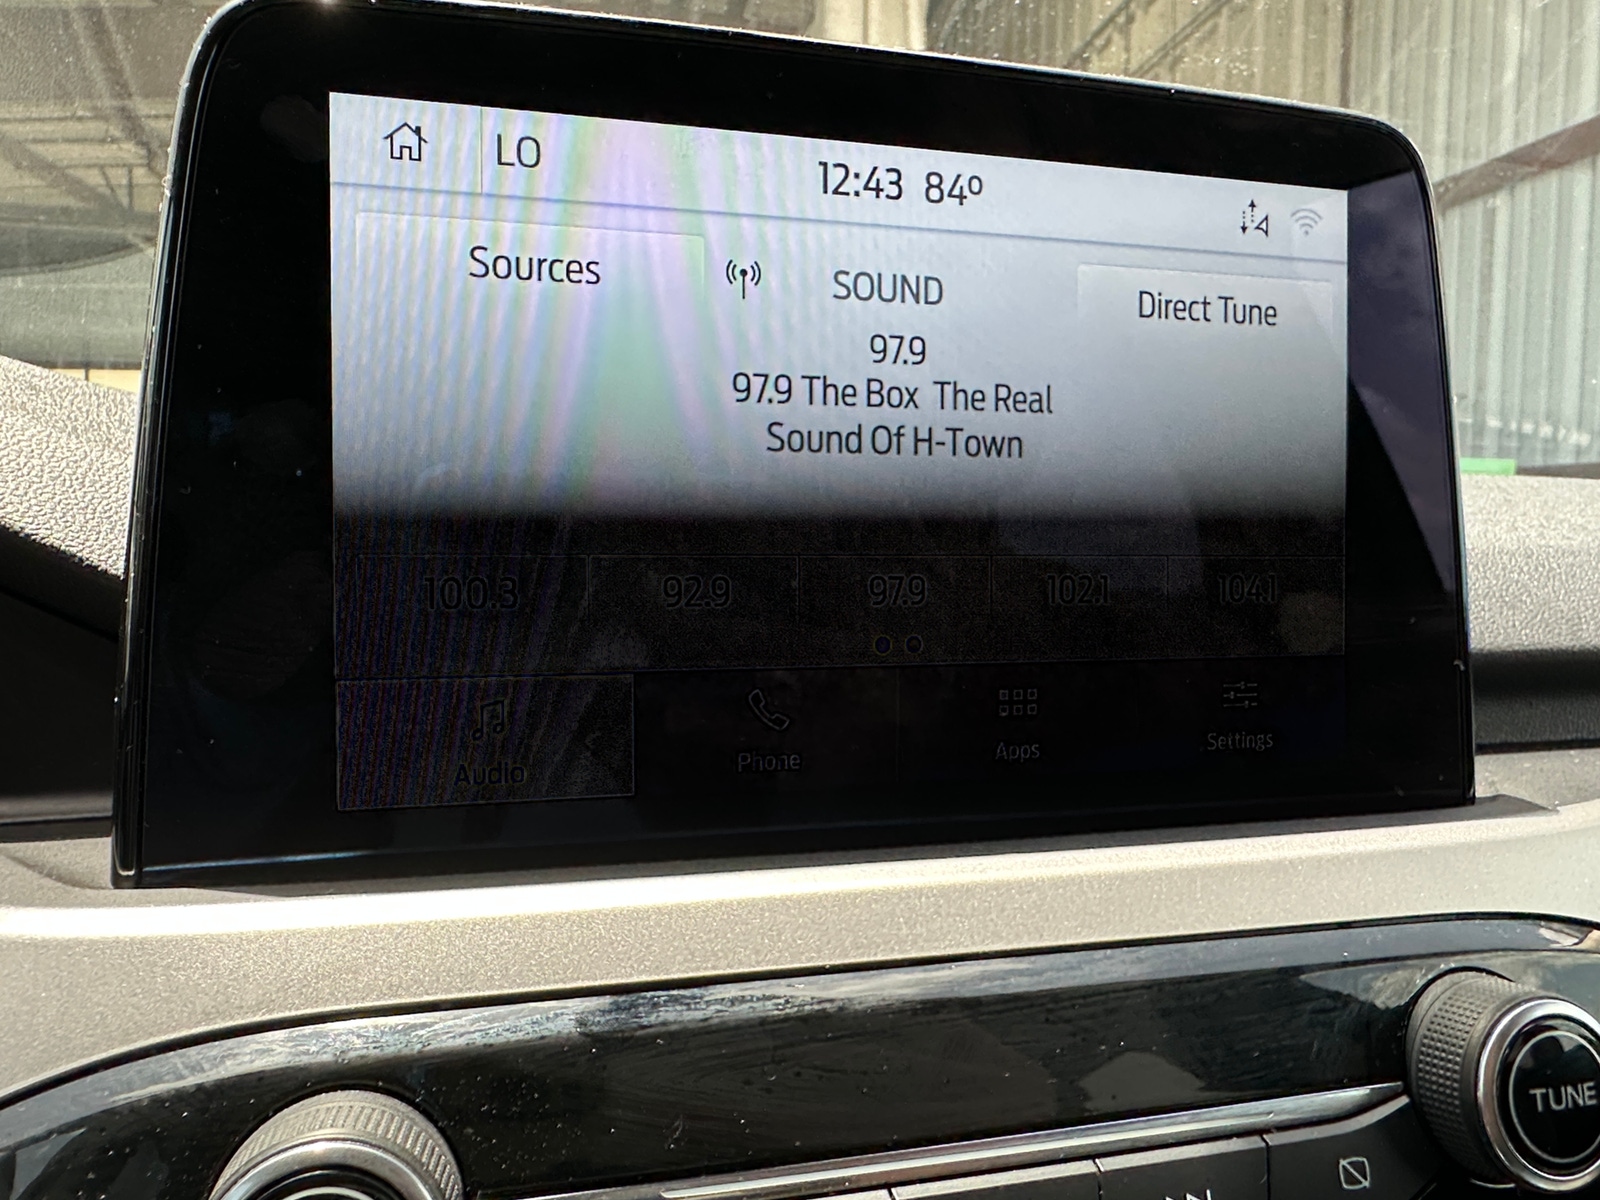 LO
12:43 84º
Sources
SOUND
Direct Tune
97.9
97.9 The Box The Real
Sound Of H-Town
100.3 92.9 97.9 102.1 104.1
Audio Phone Apps Settings
TUNE